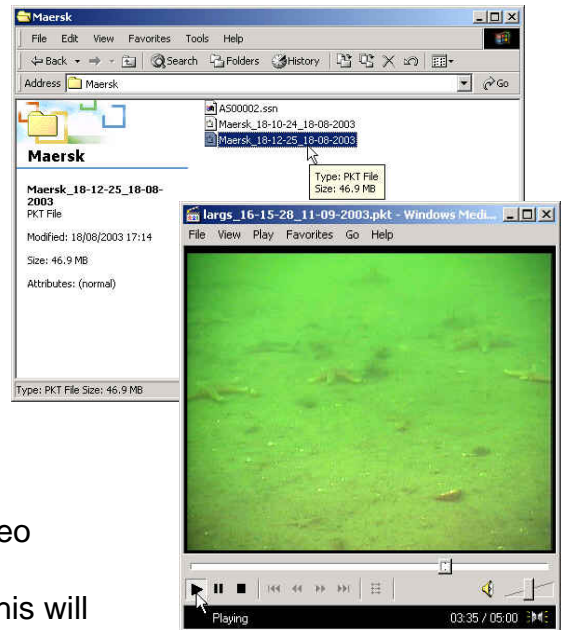 Maersk
File Edit View Favorites Tools Help
Back Search Folders History
Address Maersk Go
AS00002.ssn
Maersk_18-10-24_18-08-2003
Maersk_18-12-25_18-08-2003
Type: PKT File
Size: 46.9 MB
Maersk
Maersk_18-12-25_18-08-
2003
PKT File
Modified: 18/08/2003 17:14
Size: 46.9 MB
Attributes: (normal)
Type: PKT File Size: 46.9 MB
largs_16-15-28_11-09-2003.pkt - Windows Medi...
File View Play Favorites Go Help
Playing 03:35 / 05:00
eo
his will